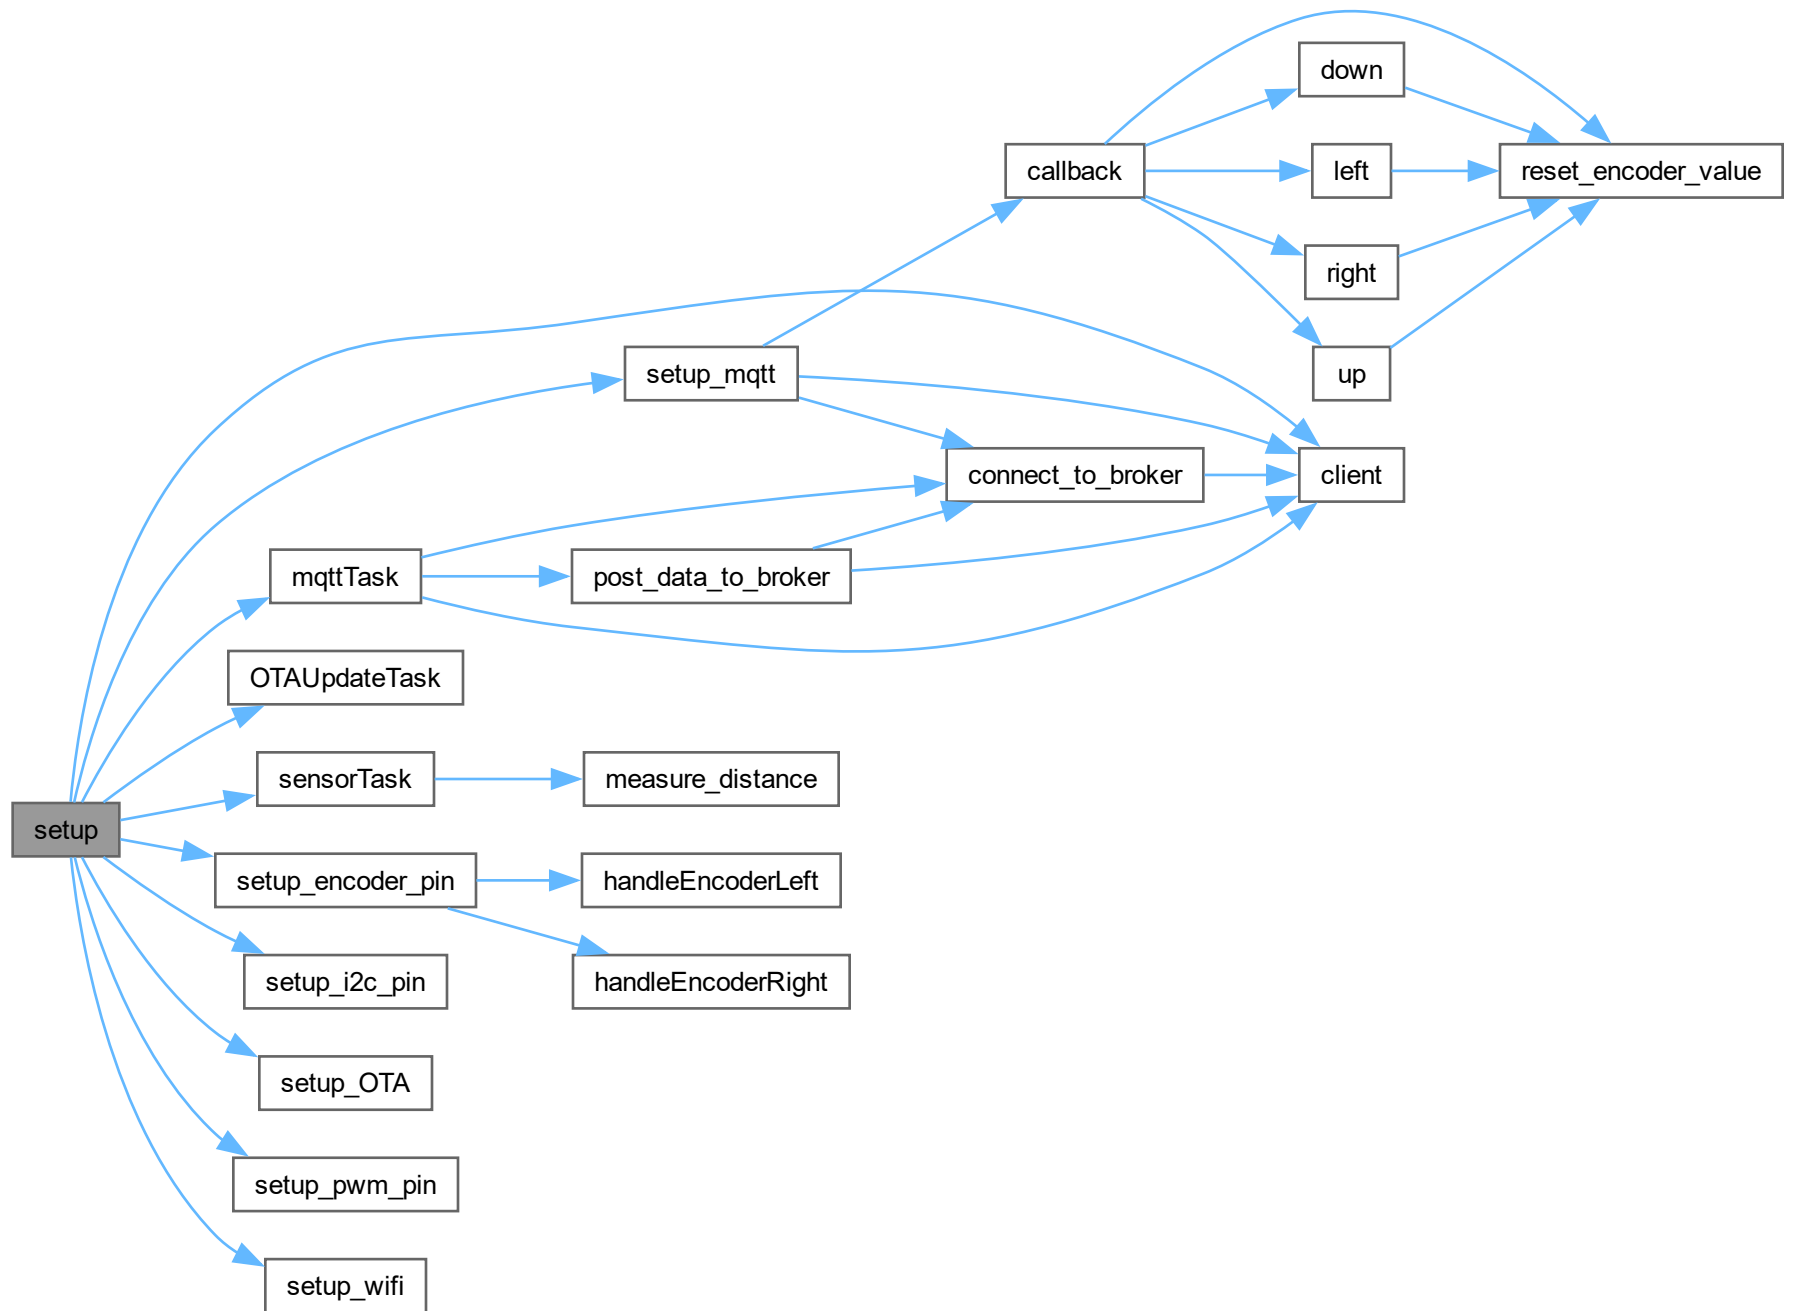 down
callback
left
reset_encoder_value
right
setup_mqtt
up
connect_to_broker
client
mqttTask
post_data_to_broker
OTAUpdateTask
sensorTask
measure_distance
setup
setup_encoder_pin
handleEncoderLeft
setup_i2c_pin
handleEncoderRight
setup_OTA
setup_pwm_pin
setup_wifi